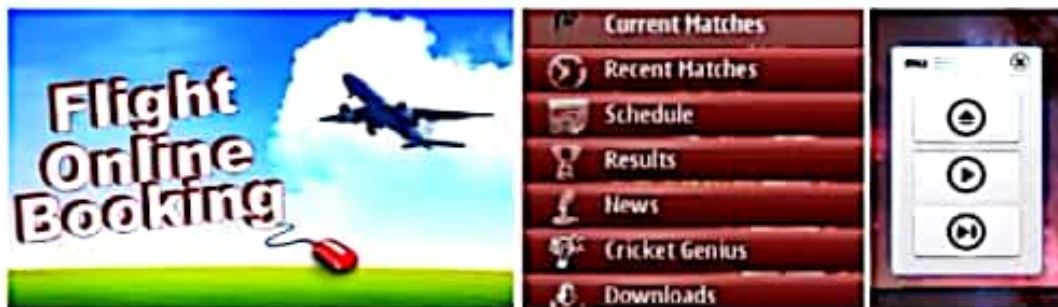 Flight
Online
Booking
Current Matches
Recent Matches
Schedule
Results
News
Cricket Genius
Downloads